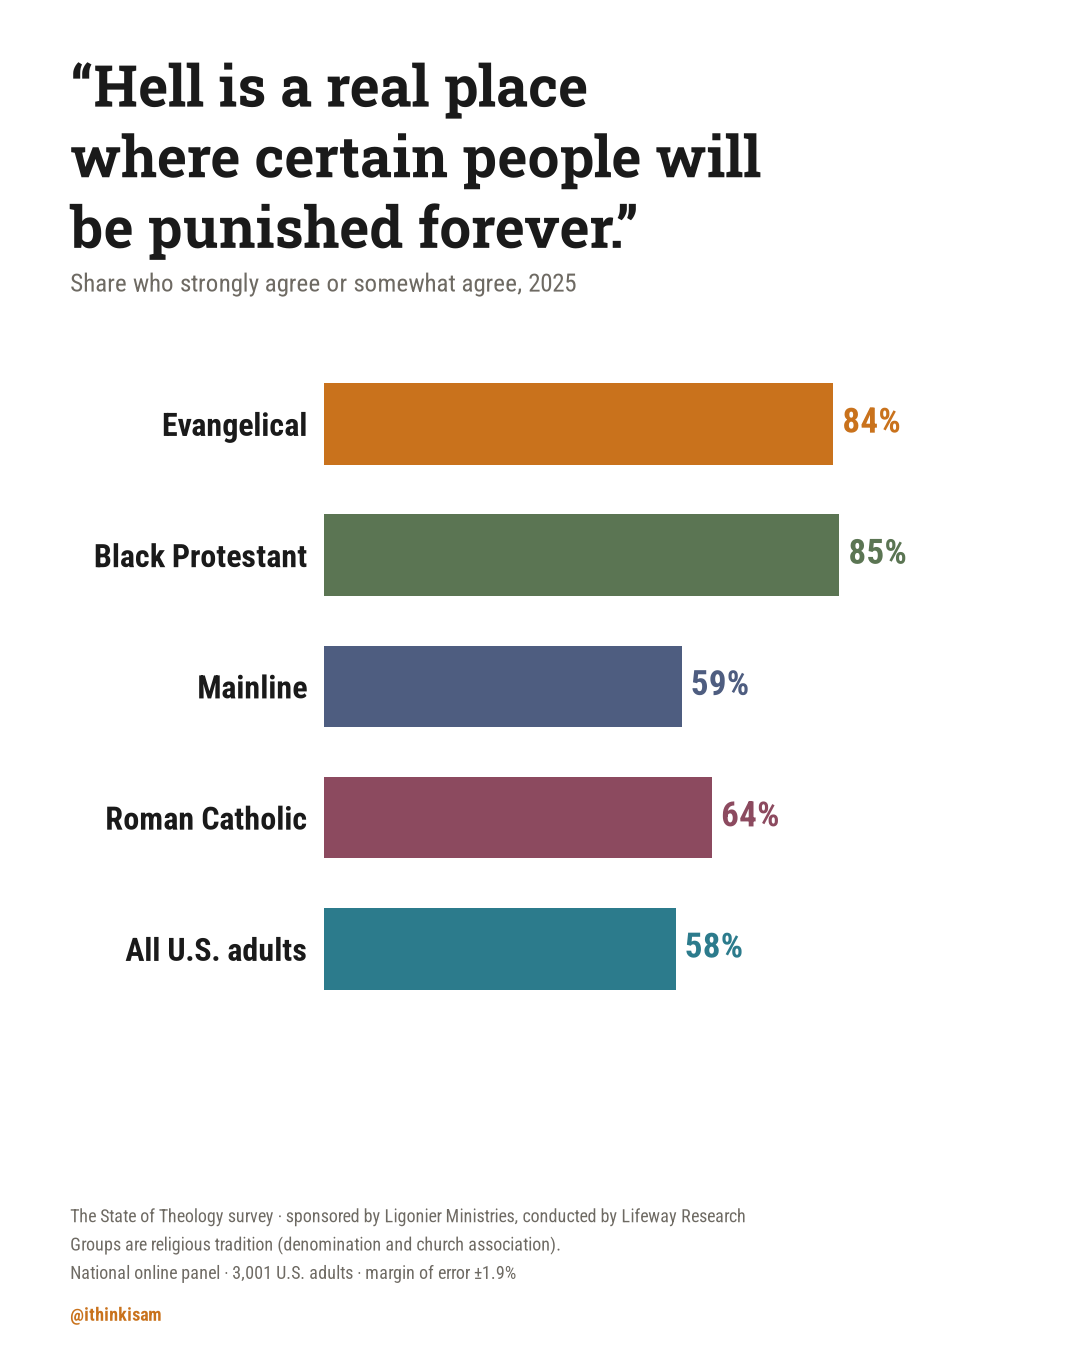 “Hell is a real place
where certain people will
be punished forever.”
Share who strongly agree or somewhat agree, 2025
Evangelical 84%
Black Protestant 85%
Mainline 59%
Roman Catholic 64%
All U.S. adults 58%
The State of Theology survey · sponsored by Ligonier Ministries, conducted by Lifeway Research
Groups are religious tradition (denomination and church association).
National online panel · 3,001 U.S. adults · margin of error ±1.9%
@ithinkisam